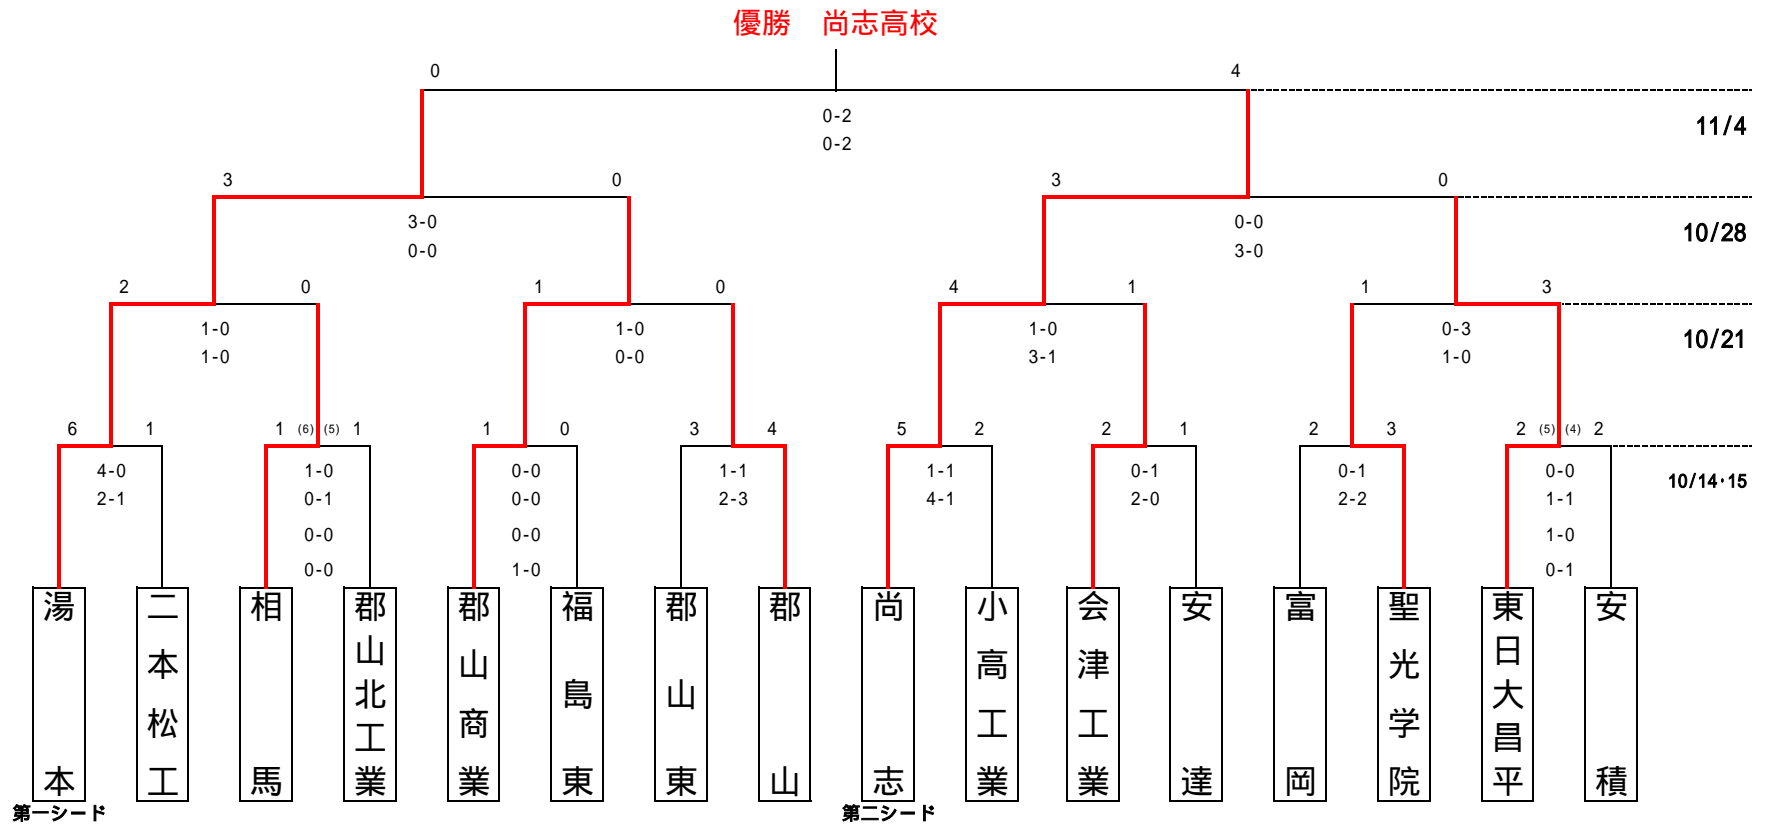 優勝　尚志高校
0 4
0-2
0-2
11/4
3 0 3 0
3-0 0-0
0-0 3-0
10/28
2 0 1 0 4 1 1 3
1-0 1-0 1-0 0-3
1-0 0-0 3-1 1-0
10/21
6 1 1 (6) (5) 1 1 0 3 4 5 2 2 1 2 3 2 (5) (4) 2
4-0 1-0 0-0 1-1 1-1 0-1 0-1 0-0
2-1 0-1 0-0 2-3 4-1 2-0 2-2 1-1
0-0 0-0 1-0
0-0 1-0 0-1
10/14・15
湯本
二本松工
相馬
郡山北工業
郡山商業
福島東
郡山東
郡山
尚志
小高工業
会津工業
安達
富岡
聖光学院
東日大昌平
安積
第一シード
第二シード